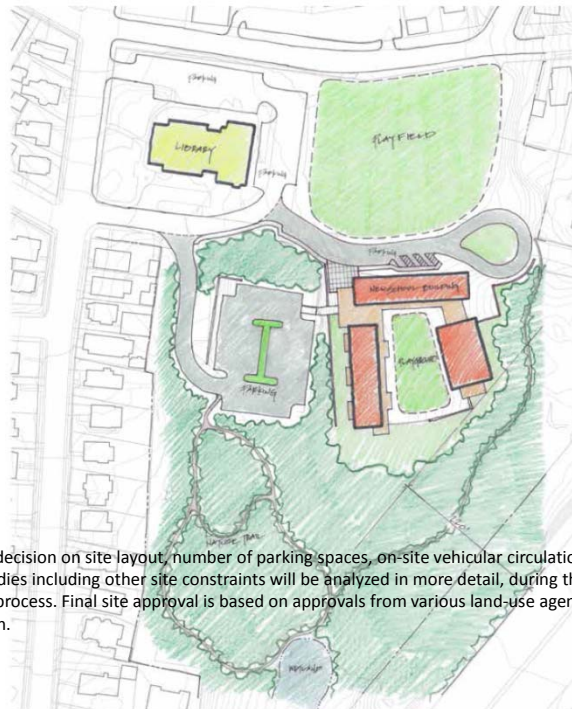 PARKING
LIBRARY
PARKING
PLAYFIELD
PARKING
NEW SCHOOL BUILDING
PLAYGROUND
PARKING
NATURE TRAIL
decision on site layout, number of parking spaces, on-site vehicular circulatio
dies including other site constraints will be analyzed in more detail, during th
process. Final site approval is based on approvals from various land-use agen
n.